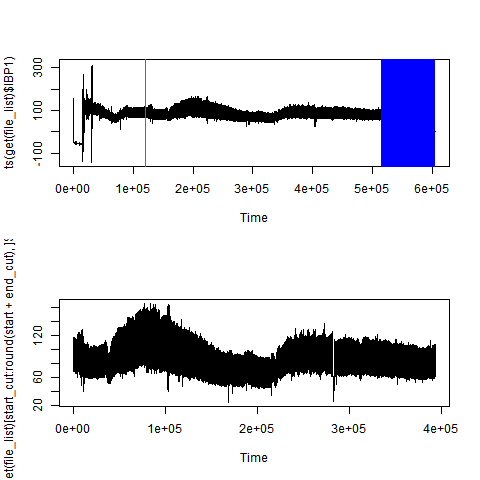 ts(get(file_list)$IBP1)
-100 100 300
0e+00 1e+05 2e+05 3e+05 4e+05 5e+05 6e+05
Time
et(file_list)[start_cut:round(start + end_cut), ]$
20 60 120
0e+00 1e+05 2e+05 3e+05 4e+05
Time